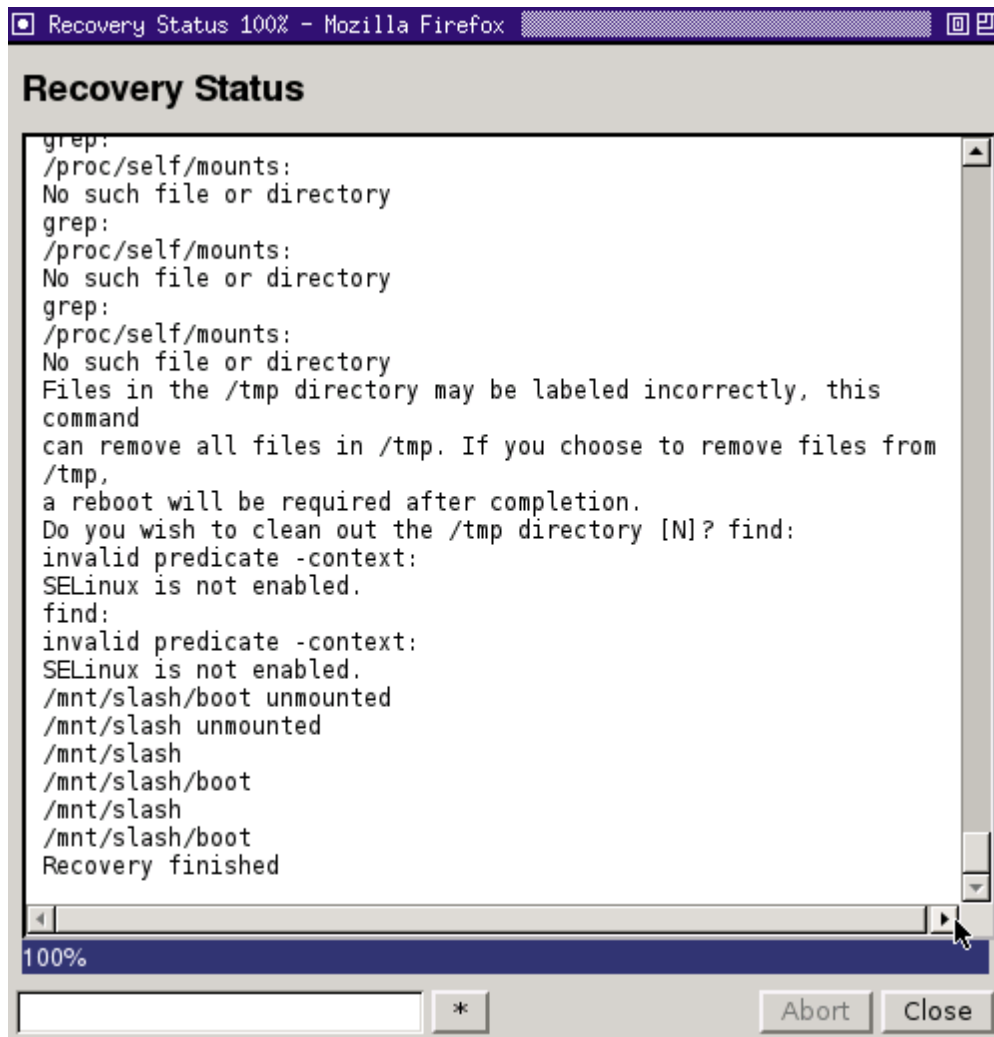 Recovery Status 100% - Mozilla Firefox
Recovery Status
grep:
/proc/self/mounts:
No such file or directory
grep:
/proc/self/mounts:
No such file or directory
grep:
/proc/self/mounts:
No such file or directory
Files in the /tmp directory may be labeled incorrectly, this
command
can remove all files in /tmp. If you choose to remove files from
/tmp,
a reboot will be required after completion.
Do you wish to clean out the /tmp directory [N]? find:
invalid predicate -context:
SELinux is not enabled.
find:
invalid predicate -context:
SELinux is not enabled.
/mnt/slash/boot unmounted
/mnt/slash unmounted
/mnt/slash
/mnt/slash/boot
/mnt/slash
/mnt/slash/boot
Recovery finished
100%
* Abort Close